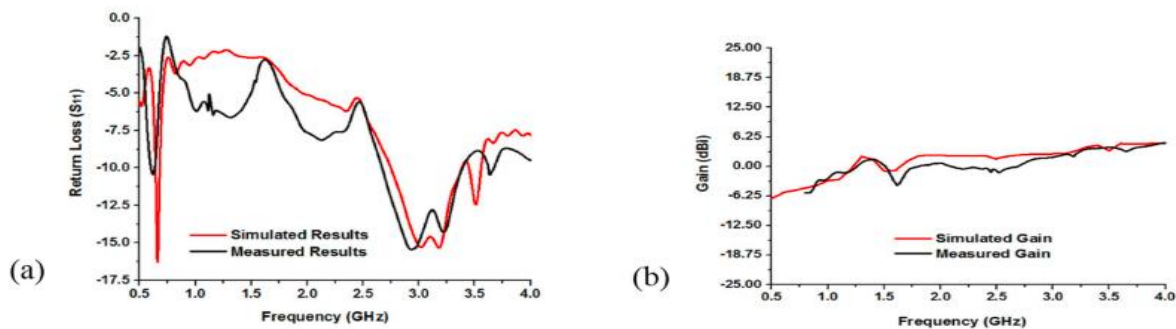 0.0
-2.5
-5.0
-7.5
-10.0
-12.5
-15.0
-17.5
Return Loss (S11)
Simulated Results
Measured Results
0.5 1.0 1.5 2.0 2.5 3.0 3.5 4.0
Frequency (GHz)
(a)
25.00
18.75
12.50
6.25
0.00
-6.25
-12.50
-18.75
-25.00
Gain (dBi)
Simulated Gain
Measured Gain
0.5 1.0 1.5 2.0 2.5 3.0 3.5 4.0
Frequency (GHz)
(b)